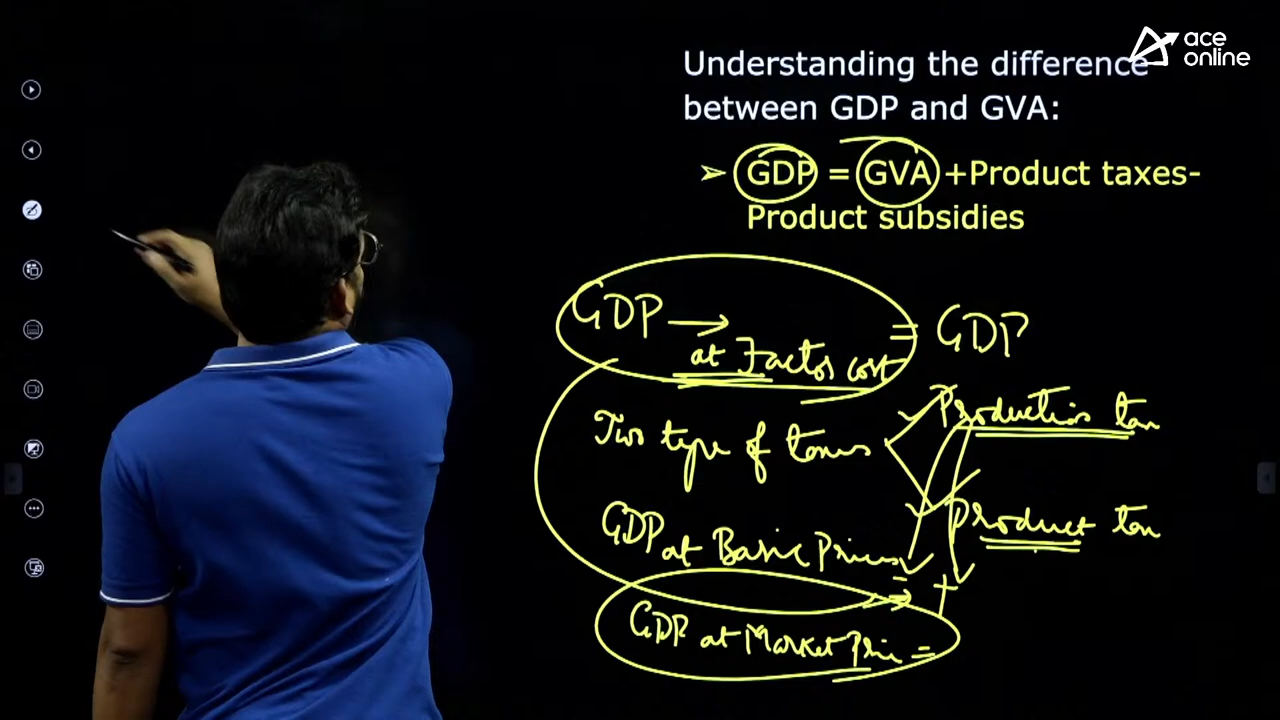 ace
online
Understanding the difference
between GDP and GVA:
➢ GDP = GVA +Product taxes-
Product subsidies
GDP → = GDP
at Factor cost
Production tax
Two type of taxes
Product tax
GDP at Basic Prices =
+
GDP at Market Price =